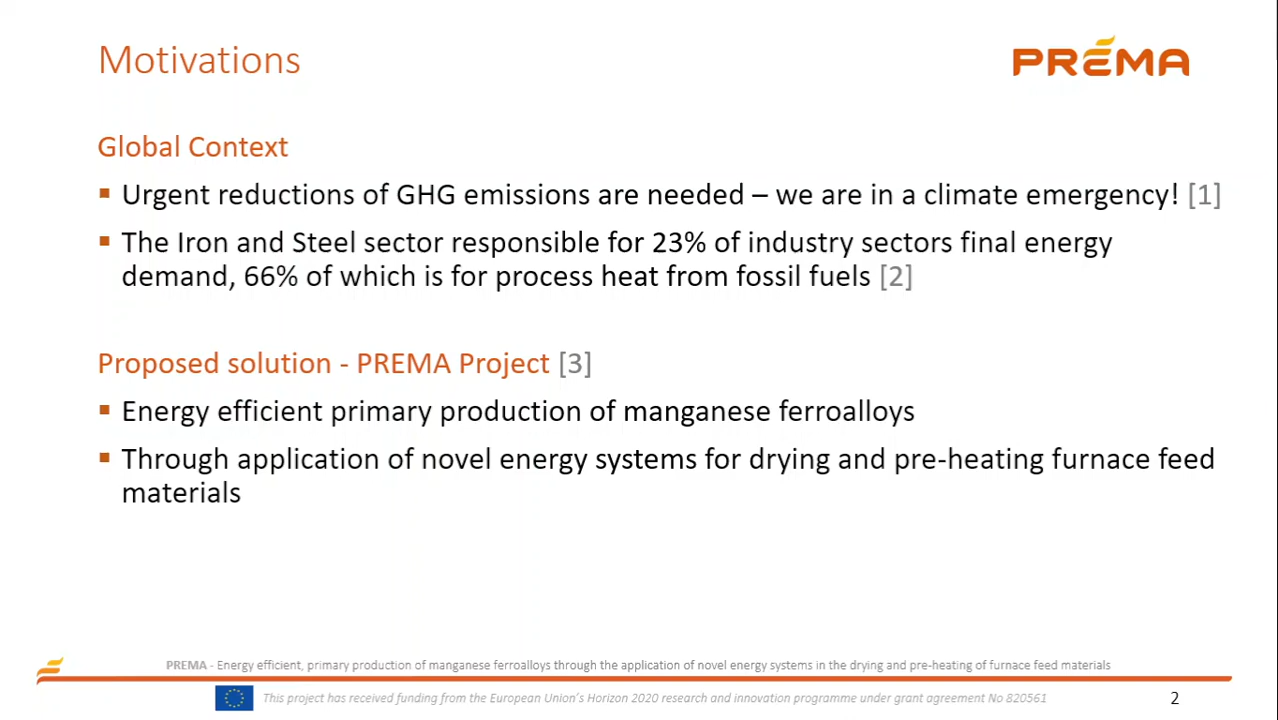 Motivations
PREMA
Global Context
▪ Urgent reductions of GHG emissions are needed – we are in a climate emergency! [1]
▪ The Iron and Steel sector responsible for 23% of industry sectors final energy
demand, 66% of which is for process heat from fossil fuels [2]
Proposed solution - PREMA Project [3]
▪ Energy efficient primary production of manganese ferroalloys
▪ Through application of novel energy systems for drying and pre-heating furnace feed
materials
PREMA - Energy efficient, primary production of manganese ferroalloys through the application of novel energy systems in the drying and pre-heating of furnace feed materials
This project has received funding from the European Union's Horizon 2020 research and innovation programme under grant agreement No 820561
2